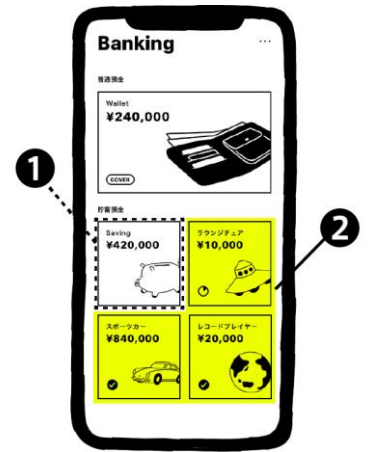 Banking
...
普通預金
Wallet
¥240,000
COVER
❶
貯蓄預金
Saving
¥420,000
ラウンジチェア
¥10,000
❷
スポーツカー
¥840,000
レコードプレイヤー
¥20,000